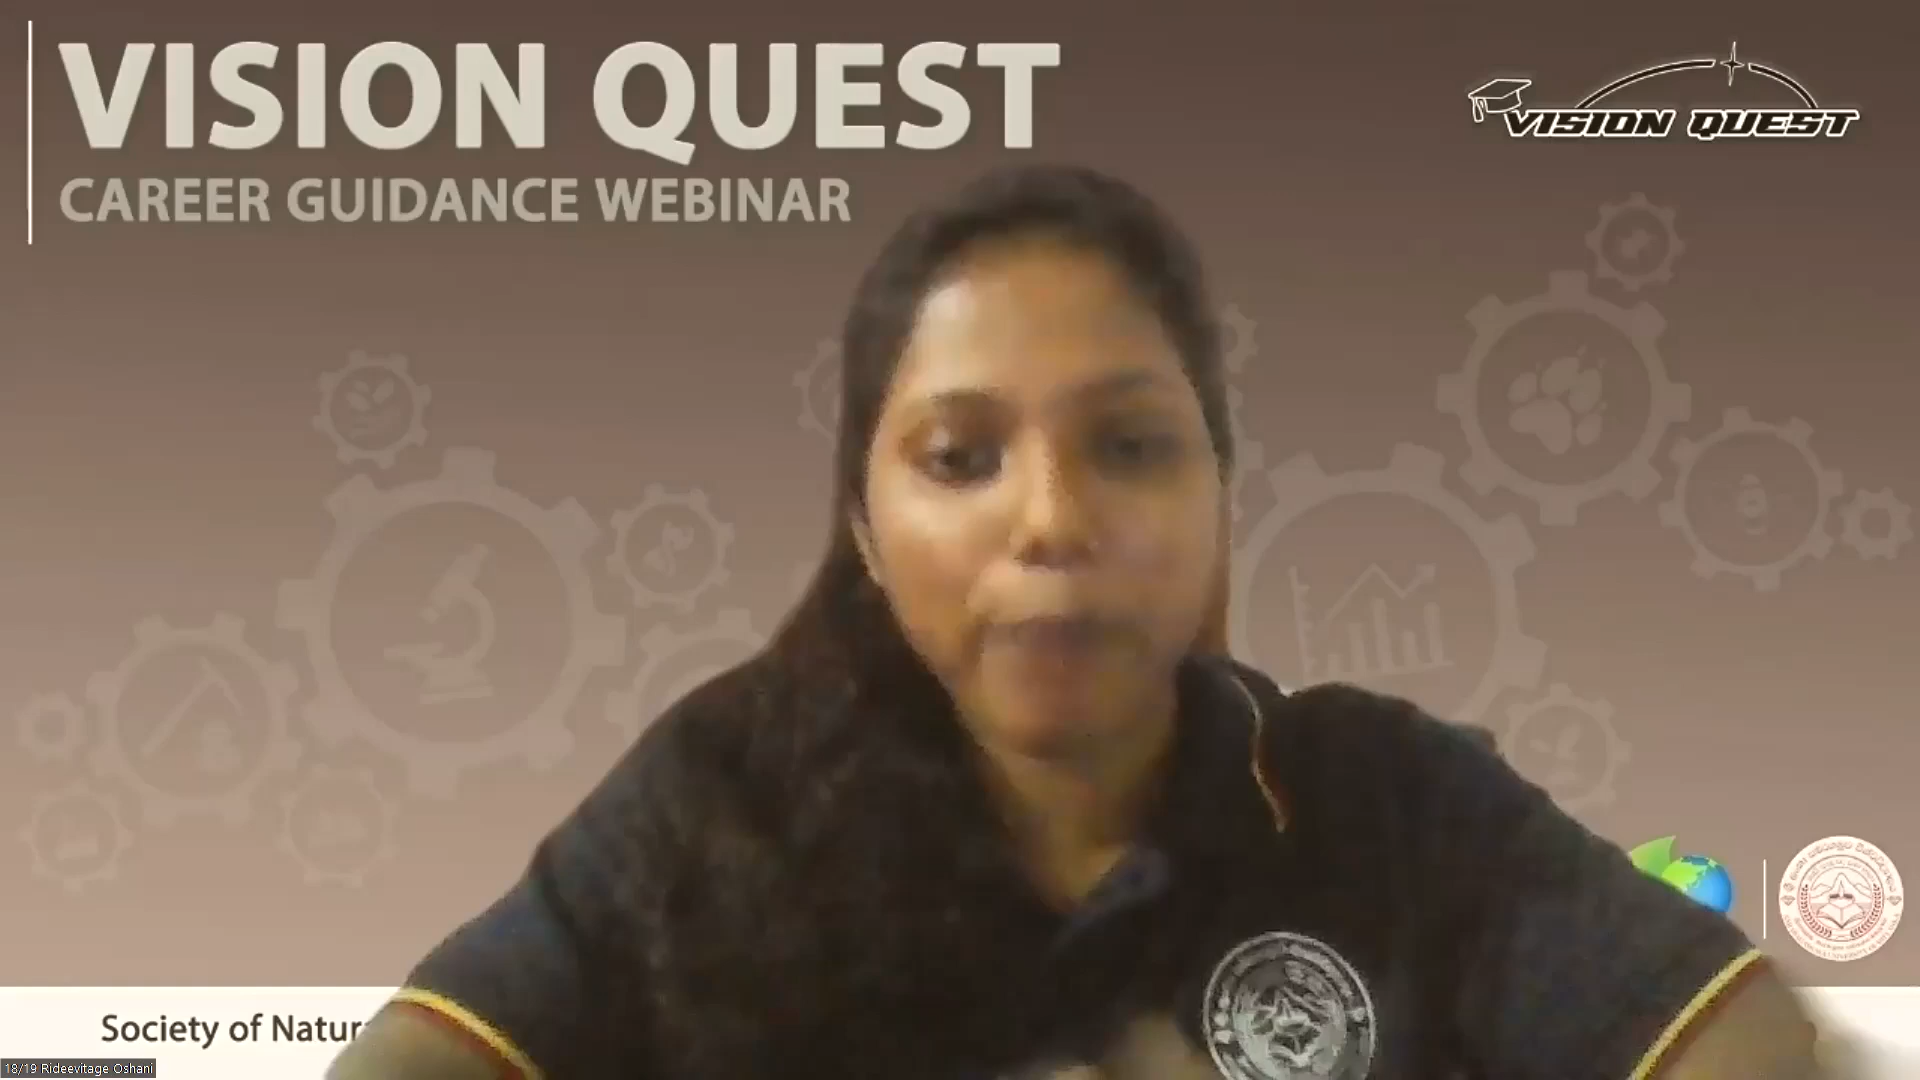 VISION QUEST
CAREER GUIDANCE WEBINAR
VISION QUEST
Society of Natur
18/19 Rideevitage Oshani